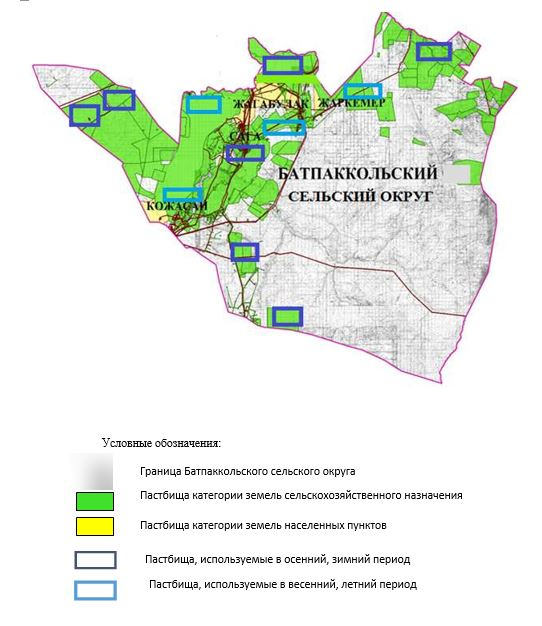 ЖАГАБУЛАК ЖАРКЕМЕР
САГА
БАТПАККОЛЬСКИЙ
СЕЛЬСКИЙ ОКРУГ
КОЖАСАЙ
Условные обозначения:
Граница Батпаккольского сельского округа
Пастбища категории земель сельскохозяйственного назначения
Пастбища категории земель населенных пунктов
Пастбища, используемые в осенний, зимний период
Пастбища, используемые в весенний, летний период